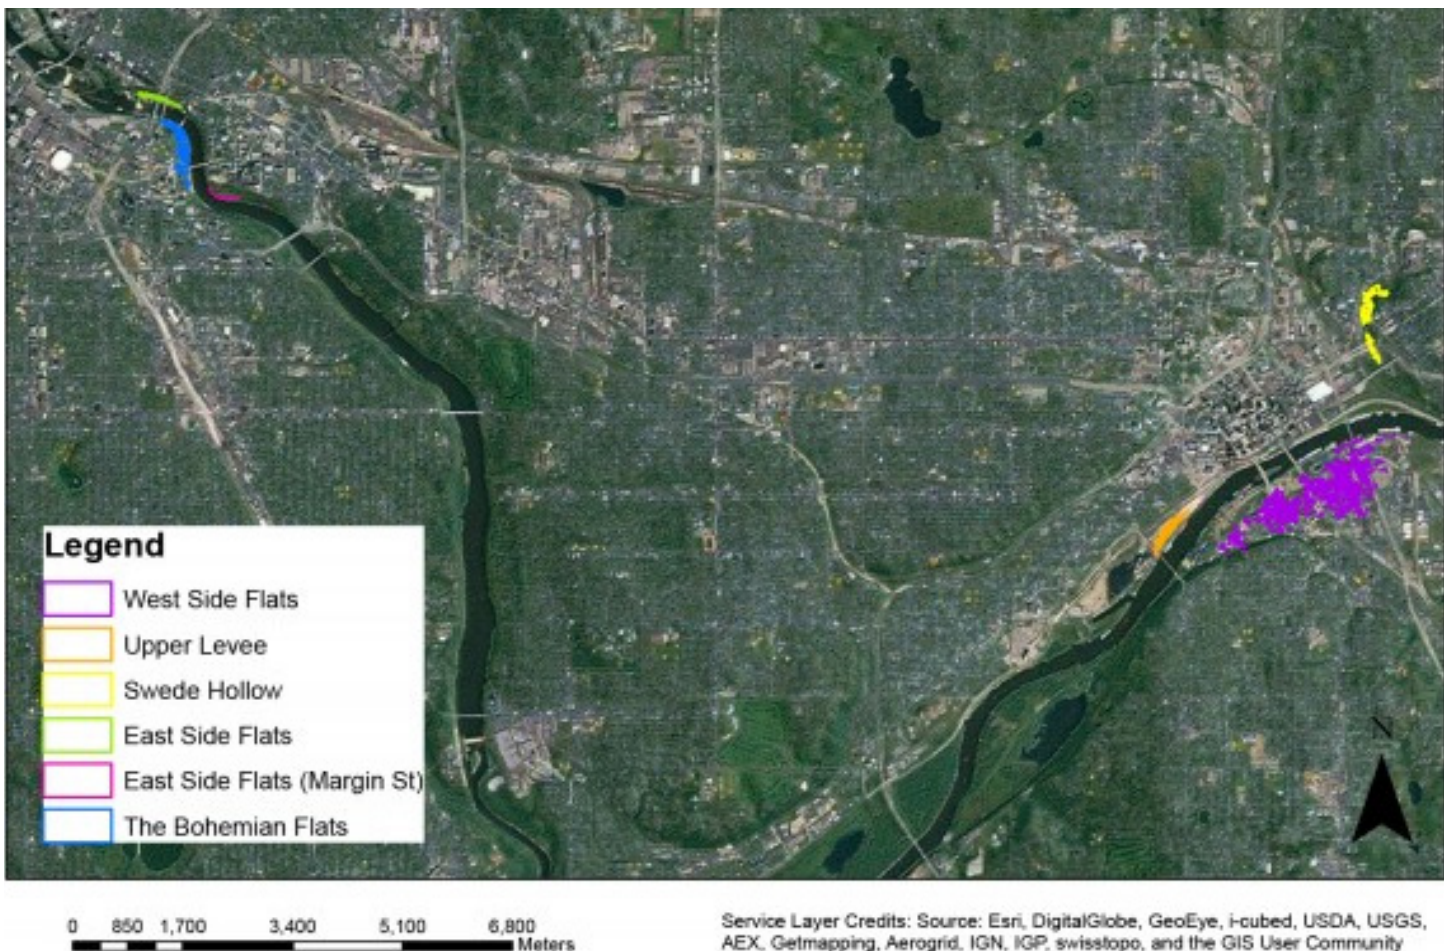 Legend
West Side Flats
Upper Levee
Swede Hollow
East Side Flats
East Side Flats (Margin St)
The Bohemian Flats
N
0 850 1,700 3,400 5,100 6,800
Meters
Service Layer Credits: Source: Esri, DigitalGlobe, GeoEye, i-cubed, USDA, USGS,
AEX, Getmapping, Aerogrid, IGN, IGP, swisstopo, and the GIS User Community